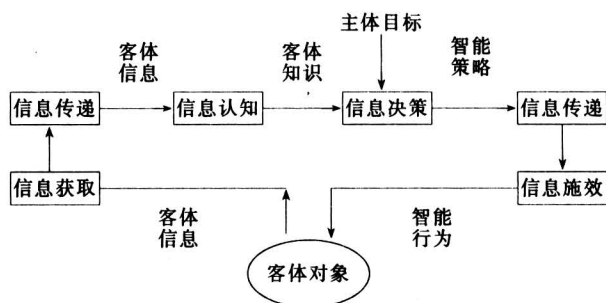 主体目标
客体
信息
客体
知识
智能
策略
信息传递
信息认知
信息决策
信息传递
信息获取
信息施效
客体
信息
智能
行为
客体对象